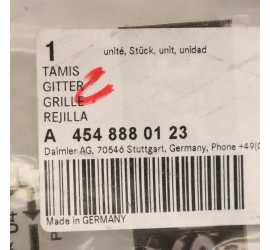 1
unité, Stück, unit, unidad
TAMIS
GITTER
GRILLE
REJILLA
A 454 888 01 23
Daimler AG, 70546 Stuttgart, Germany, Phone +49(0
Made in GERMANY